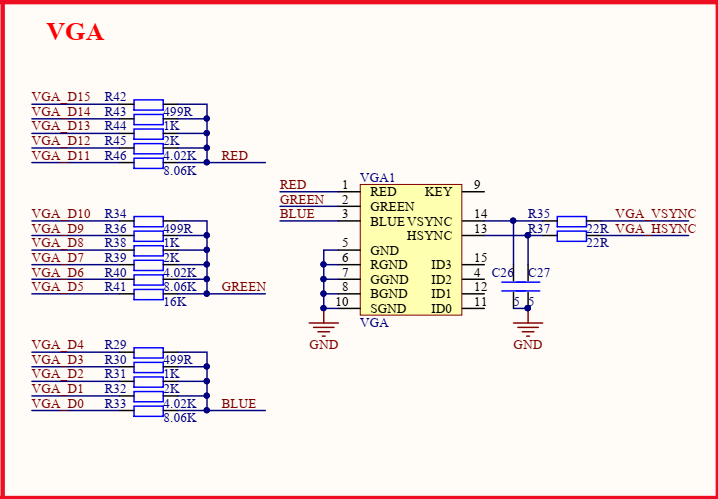 VGA
VGA_D15 R42 499R
VGA_D14 R43 1K
VGA_D13 R44 2K
VGA_D12 R45 4.02K
VGA_D11 R46 8.06K RED
VGA_D10 R34 499R
VGA_D9 R36 1K
VGA_D8 R38 2K
VGA_D7 R39 4.02K
VGA_D6 R40 8.06K
VGA_D5 R41 16K GREEN
VGA_D4 R29 499R
VGA_D3 R30 1K
VGA_D2 R31 2K
VGA_D1 R32 4.02K
VGA_D0 R33 8.06K BLUE
VGA1
RED 1 RED KEY 9
GREEN 2 GREEN
BLUE 3 BLUE VSYNC 14 R35 22R VGA_VSYNC
HSYNC 13 R37 22R VGA_HSYNC
5 GND
6 RGND ID3 15
7 GGND ID2 4
8 BGND ID1 12
10 SGND ID0 11
VGA
GND
C26 C27
5 5
GND